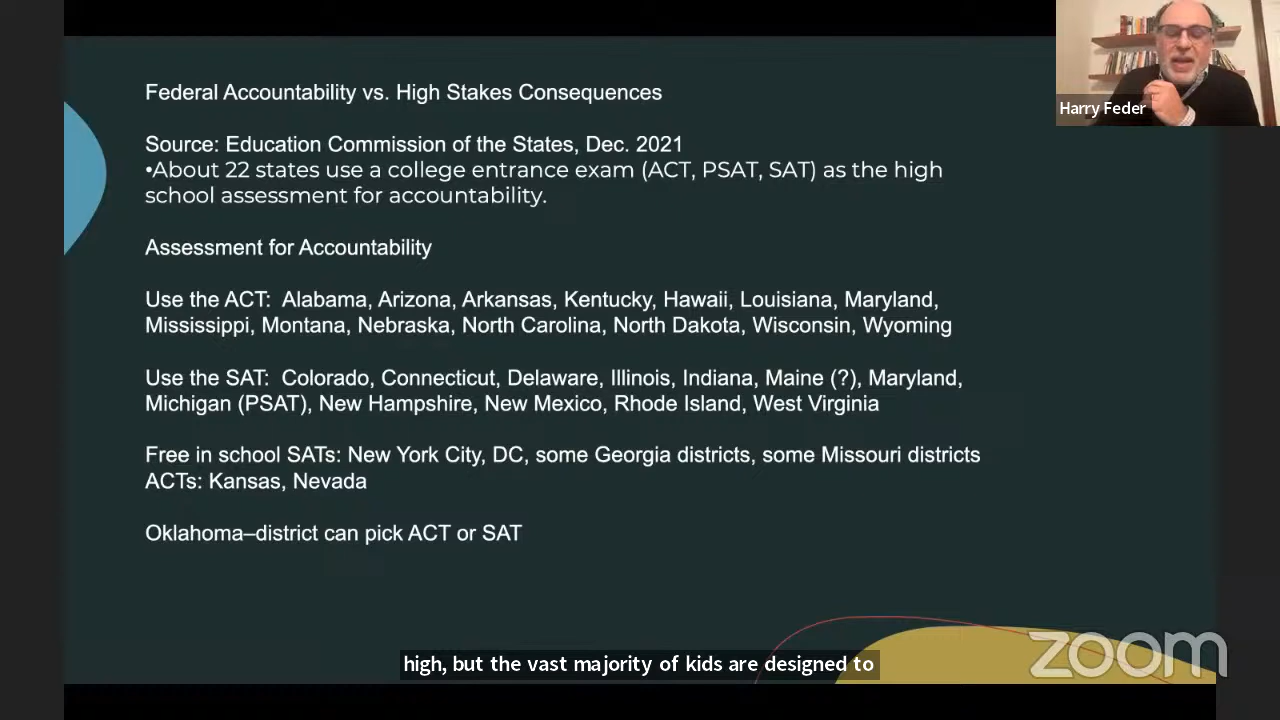 Federal Accountability vs. High Stakes Consequences
Source: Education Commission of the States, Dec. 2021
•About 22 states use a college entrance exam (ACT, PSAT, SAT) as the high
school assessment for accountability.
Assessment for Accountability
Use the ACT: Alabama, Arizona, Arkansas, Kentucky, Hawaii, Louisiana, Maryland,
Mississippi, Montana, Nebraska, North Carolina, North Dakota, Wisconsin, Wyoming
Use the SAT: Colorado, Connecticut, Delaware, Illinois, Indiana, Maine (?), Maryland,
Michigan (PSAT), New Hampshire, New Mexico, Rhode Island, West Virginia
Free in school SATs: New York City, DC, some Georgia districts, some Missouri districts
ACTs: Kansas, Nevada
Oklahoma–district can pick ACT or SAT
Harry Feder
high, but the vast majority of kids are designed to
zoom